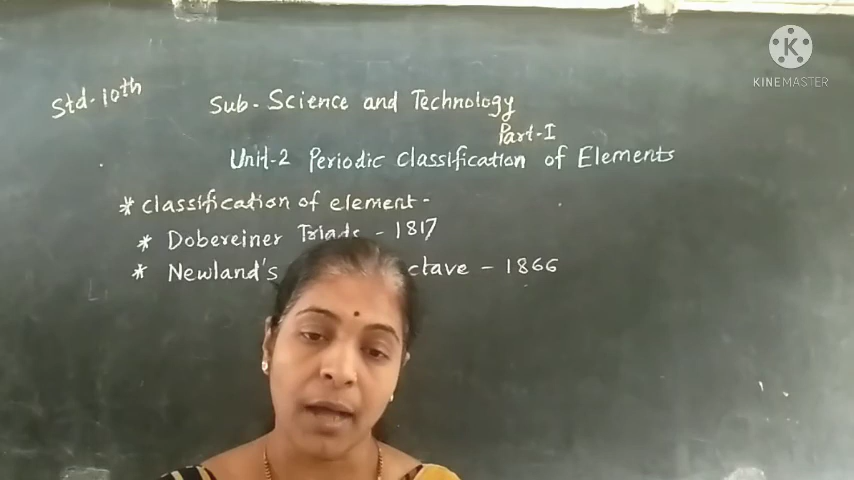 Std-10th
Sub- Science and Technology
Part-I
Unit-2 Periodic Classification of Elements
* classification of element -
* Dobereiner Triads - 1817
* Newland's ctave - 1866
K
KINEMASTER